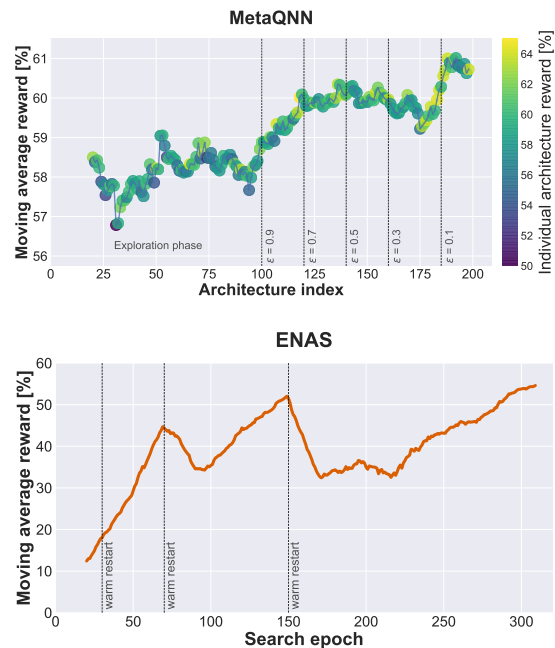 MetaQNN
Moving average reward [%]
61
60
59
58
57
56
Exploration phase
ε = 0.9
ε = 0.7
ε = 0.5
ε = 0.3
ε = 0.1
0 25 50 75 100 125 150 175 200
Architecture index
64
62
60
58
56
54
52
50
Individual architecture reward [%]
ENAS
Moving average reward [%]
60
50
40
30
20
10
0
warm restart
warm restart
warm restart
0 50 100 150 200 250 300
Search epoch